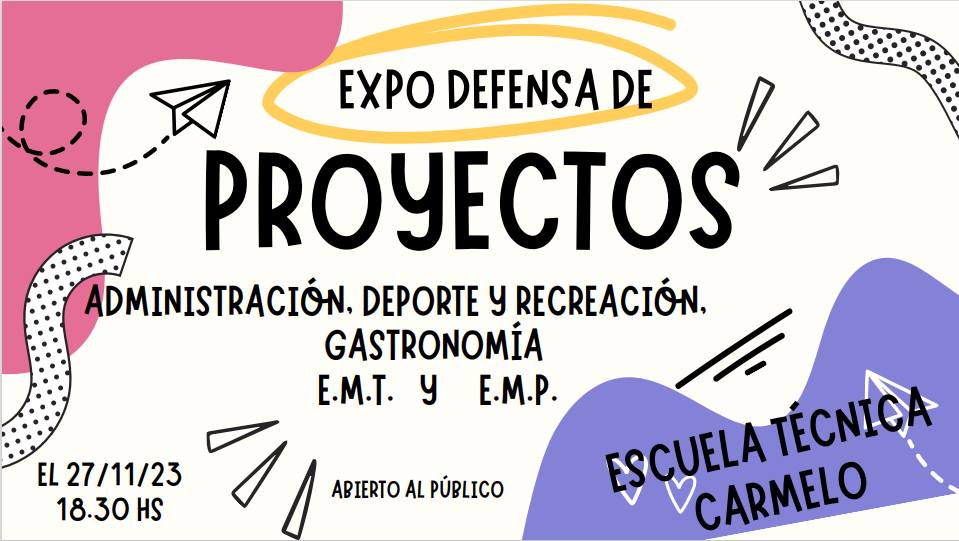 EXPO DEFENSA DE
PROYECTOS
ADMINISTRACIÓN, DEPORTE Y RECREACIÓN,
GASTRONOMÍA
E.M.T. Y E.M.P.
EL 27/11/23
18.30 HS
ABIERTO AL PÚBLICO
ESCUELA TÉCNICA
CARMELO